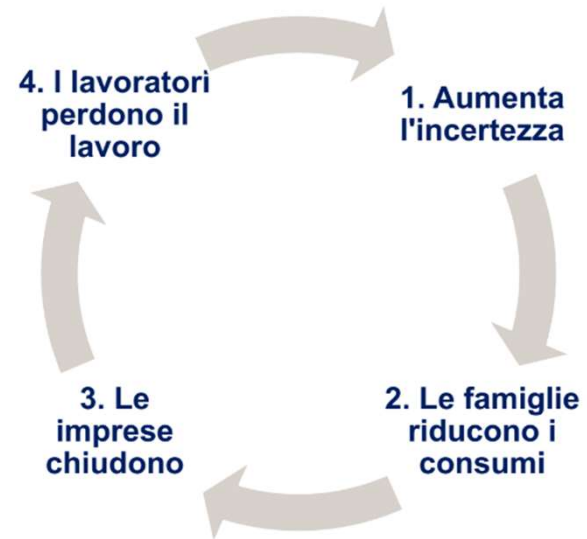 1. Aumenta
l'incertezza
2. Le famiglie
riducono i
consumi
3. Le
imprese
chiudono
4. I lavoratori
perdono il
lavoro